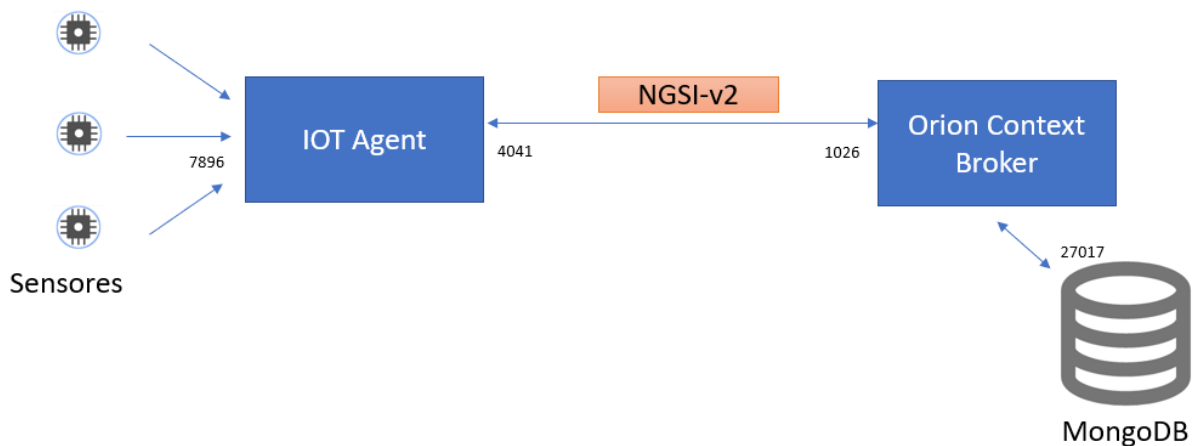 NGSI-v2
IOT Agent
Orion Context
Broker
7896
4041
1026
27017
Sensores
MongoDB